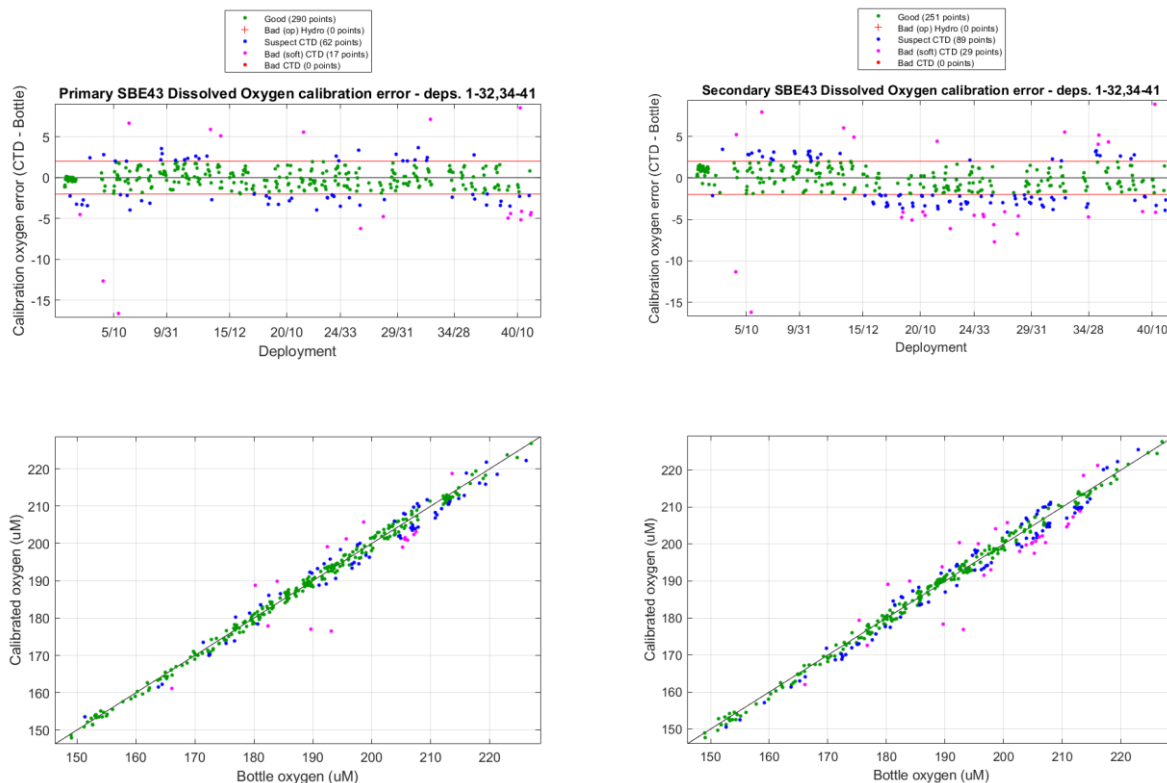 Good (290 points)
Bad (op) Hydro (0 points)
Suspect CTD (62 points)
Bad (soft) CTD (17 points)
Bad CTD (0 points)
Primary SBE43 Dissolved Oxygen calibration error - deps. 1-32,34-41
Calibration oxygen error (CTD - Bottle)
5
0
-5
-10
-15
5/10 9/31 15/12 20/10 24/33 29/31 34/28 40/10
Deployment
Good (251 points)
Bad (op) Hydro (0 points)
Suspect CTD (89 points)
Bad (soft) CTD (29 points)
Bad CTD (0 points)
Secondary SBE43 Dissolved Oxygen calibration error - deps. 1-32,34-41
Calibration oxygen error (CTD - Bottle)
5
0
-5
-10
-15
5/10 9/31 15/12 20/10 24/33 29/31 34/28 40/10
Deployment
Calibrated oxygen (uM)
220
210
200
190
180
170
160
150
150 160 170 180 190 200 210 220
Bottle oxygen (uM)
Calibrated oxygen (uM)
220
210
200
190
180
170
160
150
150 160 170 180 190 200 210 220
Bottle oxygen (uM)